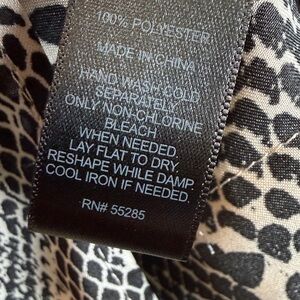 100% POLYESTER
MADE IN CHINA
HAND WASH COLD
SEPARATELY
ONLY NON-CHLORINE
BLEACH
WHEN NEEDED.
LAY FLAT TO DRY.
RESHAPE WHILE DAMP
COOL IRON IF NEEDED.
RN# 55285